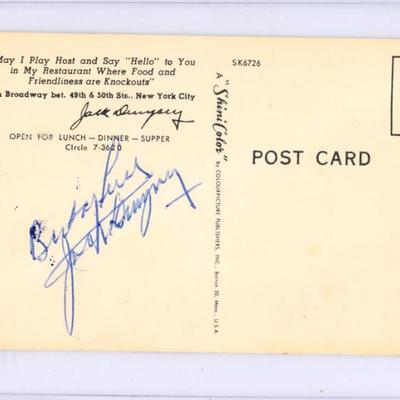 May I Play Host and Say "Hello" to You
in My Restaurant Where Food and
Friendliness are Knockouts"
Broadway bet. 49th & 50th Sts., New York City
Jack Dempsey
OPEN FOR LUNCH — DINNER — SUPPER
CIrcle 7-3620
Jack Dempsey
SK6726
A "ShiniColor" by COLOURPICTURE PUBLISHERS, INC., Boston 30, Mass., U.S.A.
POST CARD